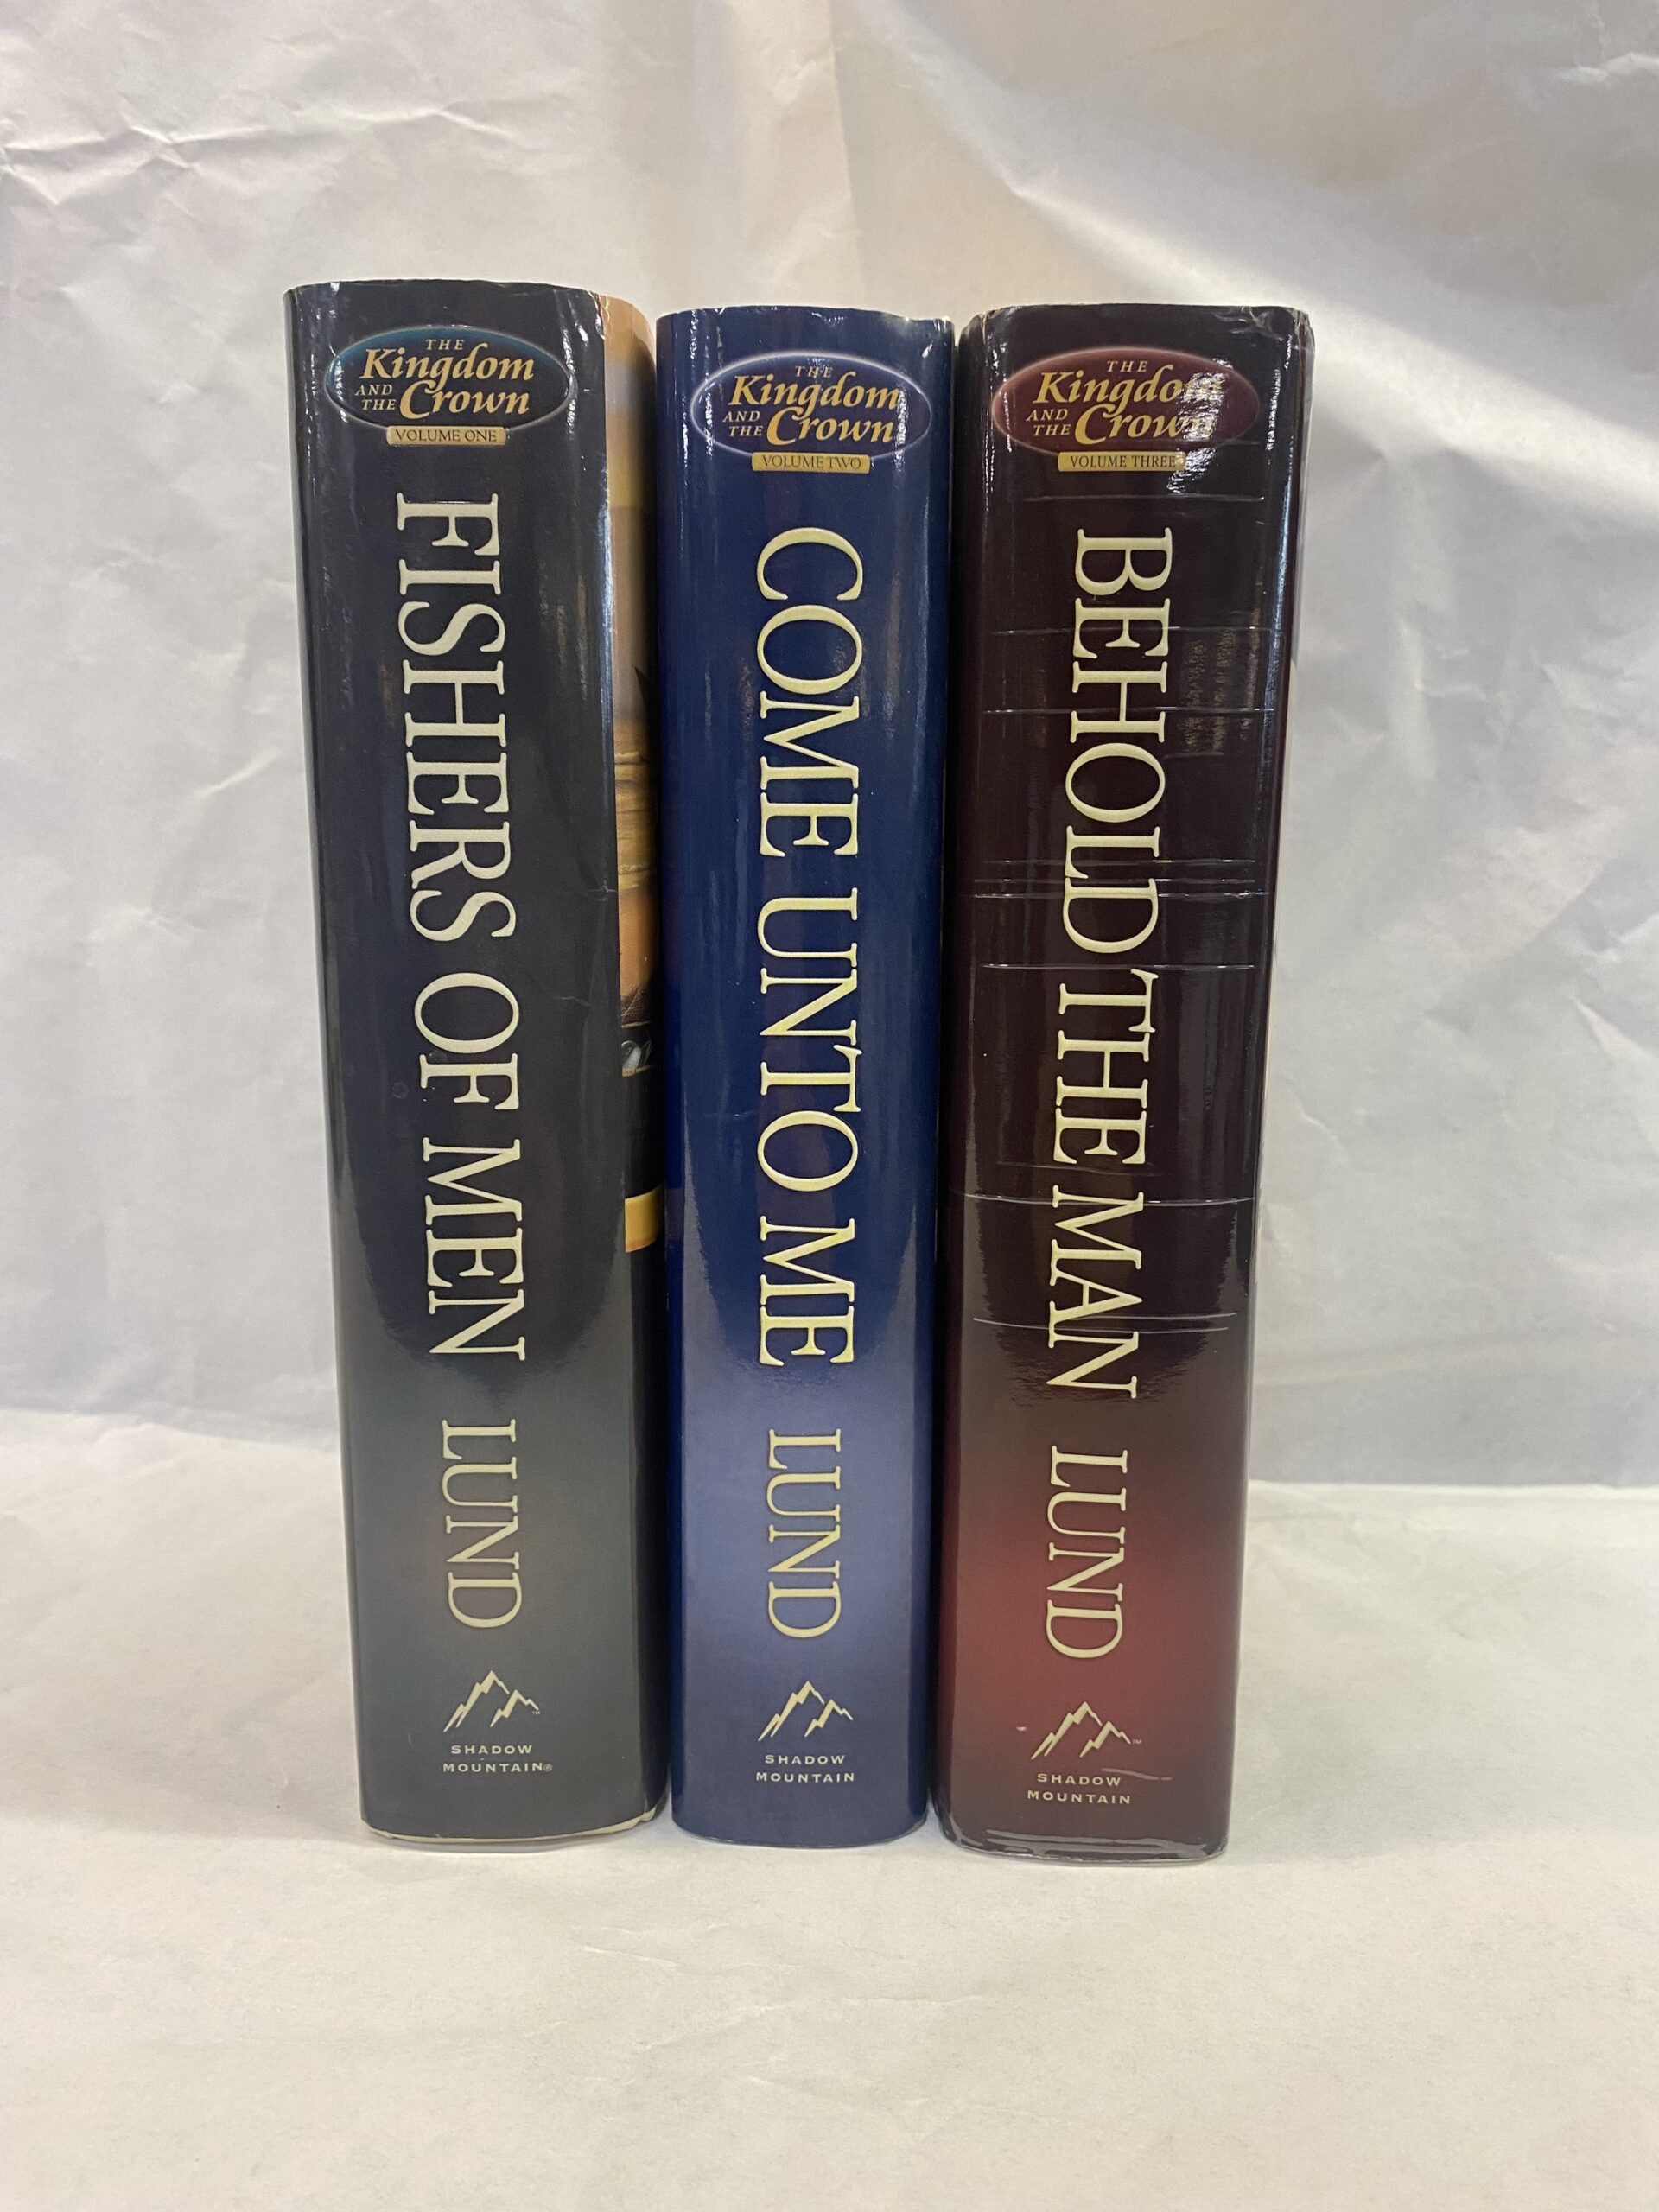 THE
Kingdom
AND THE Crown
VOLUME ONE
FISHERS OF MEN
LUND
SHADOW
MOUNTAIN®
THE
Kingdom
AND THE Crown
VOLUME TWO
COME UNTO ME
LUND
SHADOW
MOUNTAIN
THE
Kingdom
AND THE Crown
VOLUME THREE
BEHOLD THE MAN
LUND
™
SHADOW
MOUNTAIN